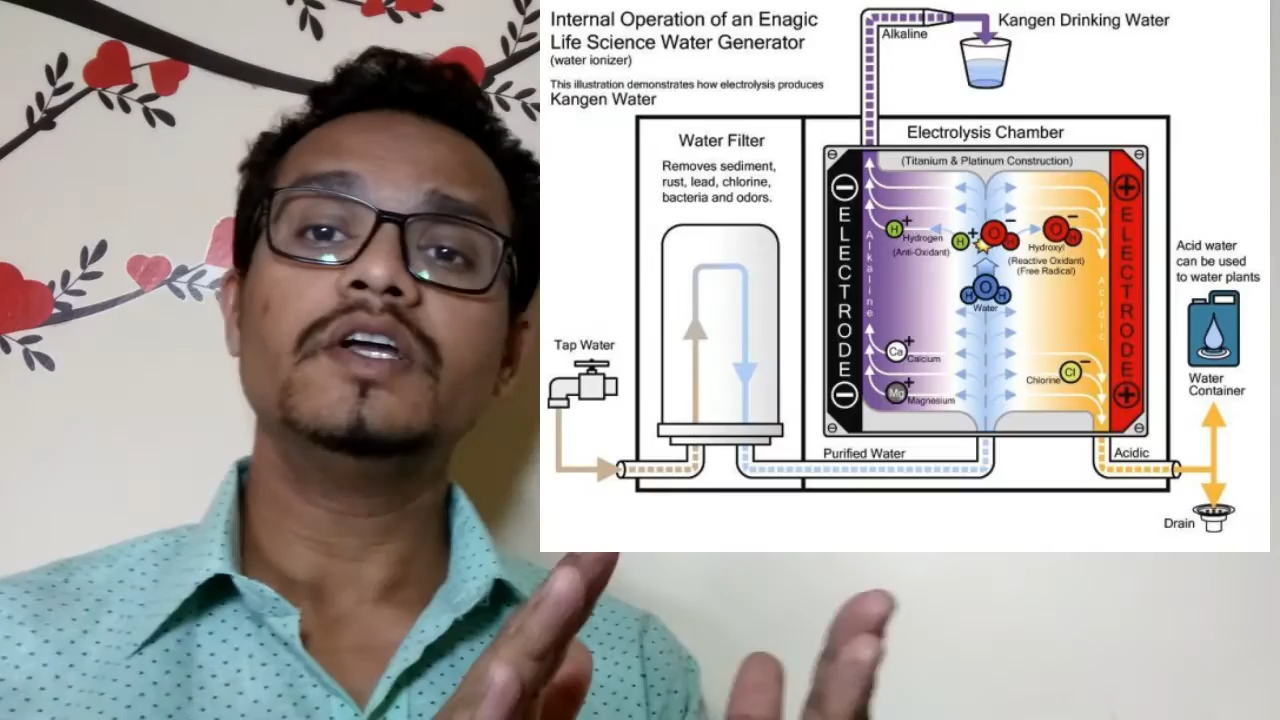 Internal Operation of an Enagic
Life Science Water Generator
(water ionizer)
This illustration demonstrates how electrolysis produces
Kangen Water
Alkaline
Kangen Drinking Water
Water Filter
Removes sediment,
rust, lead, chlorine,
bacteria and odors.
Electrolysis Chamber
(Titanium & Platinum Construction)
ELECTRODE
Alkaline
H +
Hydrogen
(Anti-Oxidant)
H +
O -
H
O -
H
Hydroxyl
(Reactive Oxidant)
(Free Radical)
H O H
Water
Ca +
Calcium
Mg +
Magnesium
Cl -
Chlorine
Acidic
ELECTRODE
Tap Water
Purified Water
Acidic
Acid water
can be used
to water plants
Water
Container
Drain